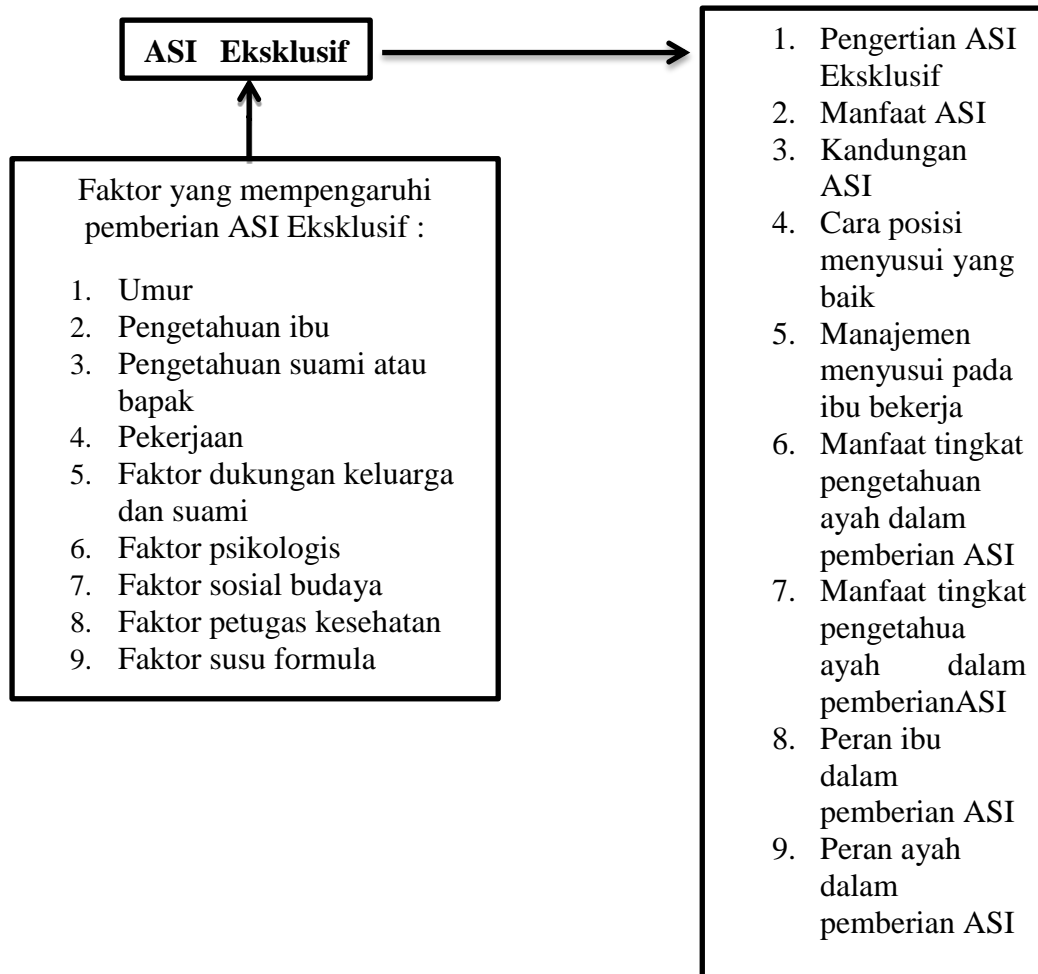 ASI Eksklusif
Faktor yang mempengaruhi
pemberian ASI Eksklusif :
1. Umur
2. Pengetahuan ibu
3. Pengetahuan suami atau
bapak
4. Pekerjaan
5. Faktor dukungan keluarga
dan suami
6. Faktor psikologis
7. Faktor sosial budaya
8. Faktor petugas kesehatan
9. Faktor susu formula
1. Pengertian ASI
Eksklusif
2. Manfaat ASI
3. Kandungan
ASI
4. Cara posisi
menyusui yang
baik
5. Manajemen
menyusui pada
ibu bekerja
6. Manfaat tingkat
pengetahuan
ayah dalam
pemberian ASI
7. Manfaat tingkat
pengetahua
ayah dalam
pemberianASI
8. Peran ibu
dalam
pemberian ASI
9. Peran ayah
dalam
pemberian ASI